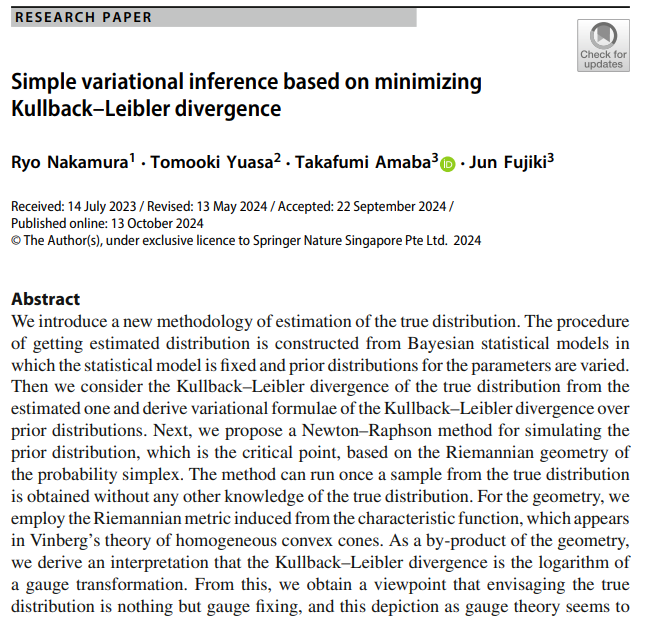 RESEARCH PAPER
Check for
updates
Simple variational inference based on minimizing
Kullback–Leibler divergence
Ryo Nakamura1 · Tomooki Yuasa2 · Takafumi Amaba3 iD · Jun Fujiki3
Received: 14 July 2023 / Revised: 13 May 2024 / Accepted: 22 September 2024 /
Published online: 13 October 2024
© The Author(s), under exclusive licence to Springer Nature Singapore Pte Ltd. 2024
Abstract
We introduce a new methodology of estimation of the true distribution. The procedure
of getting estimated distribution is constructed from Bayesian statistical models in
which the statistical model is fixed and prior distributions for the parameters are varied.
Then we consider the Kullback–Leibler divergence of the true distribution from the
estimated one and derive variational formulae of the Kullback–Leibler divergence over
prior distributions. Next, we propose a Newton–Raphson method for simulating the
prior distribution, which is the critical point, based on the Riemannian geometry of
the probability simplex. The method can run once a sample from the true distribution
is obtained without any other knowledge of the true distribution. For the geometry, we
employ the Riemannian metric induced from the characteristic function, which appears
in Vinberg’s theory of homogeneous convex cones. As a by-product of the geometry,
we derive an interpretation that the Kullback–Leibler divergence is the logarithm of
a gauge transformation. From this, we obtain a viewpoint that envisaging the true
distribution is nothing but gauge fixing, and this depiction as gauge theory seems to